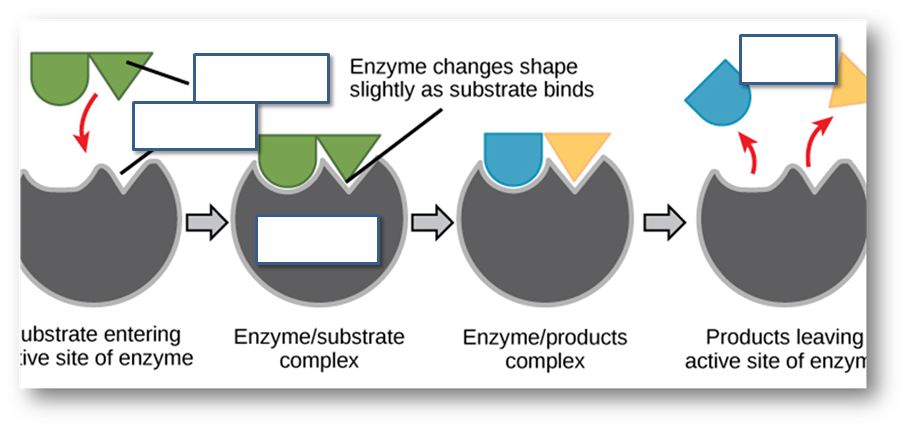 Enzyme changes shape
slightly as substrate binds
ubstrate entering
tive site of enzyme
Enzyme/substrate
complex
Enzyme/products
complex
Products leaving
active site of enzym